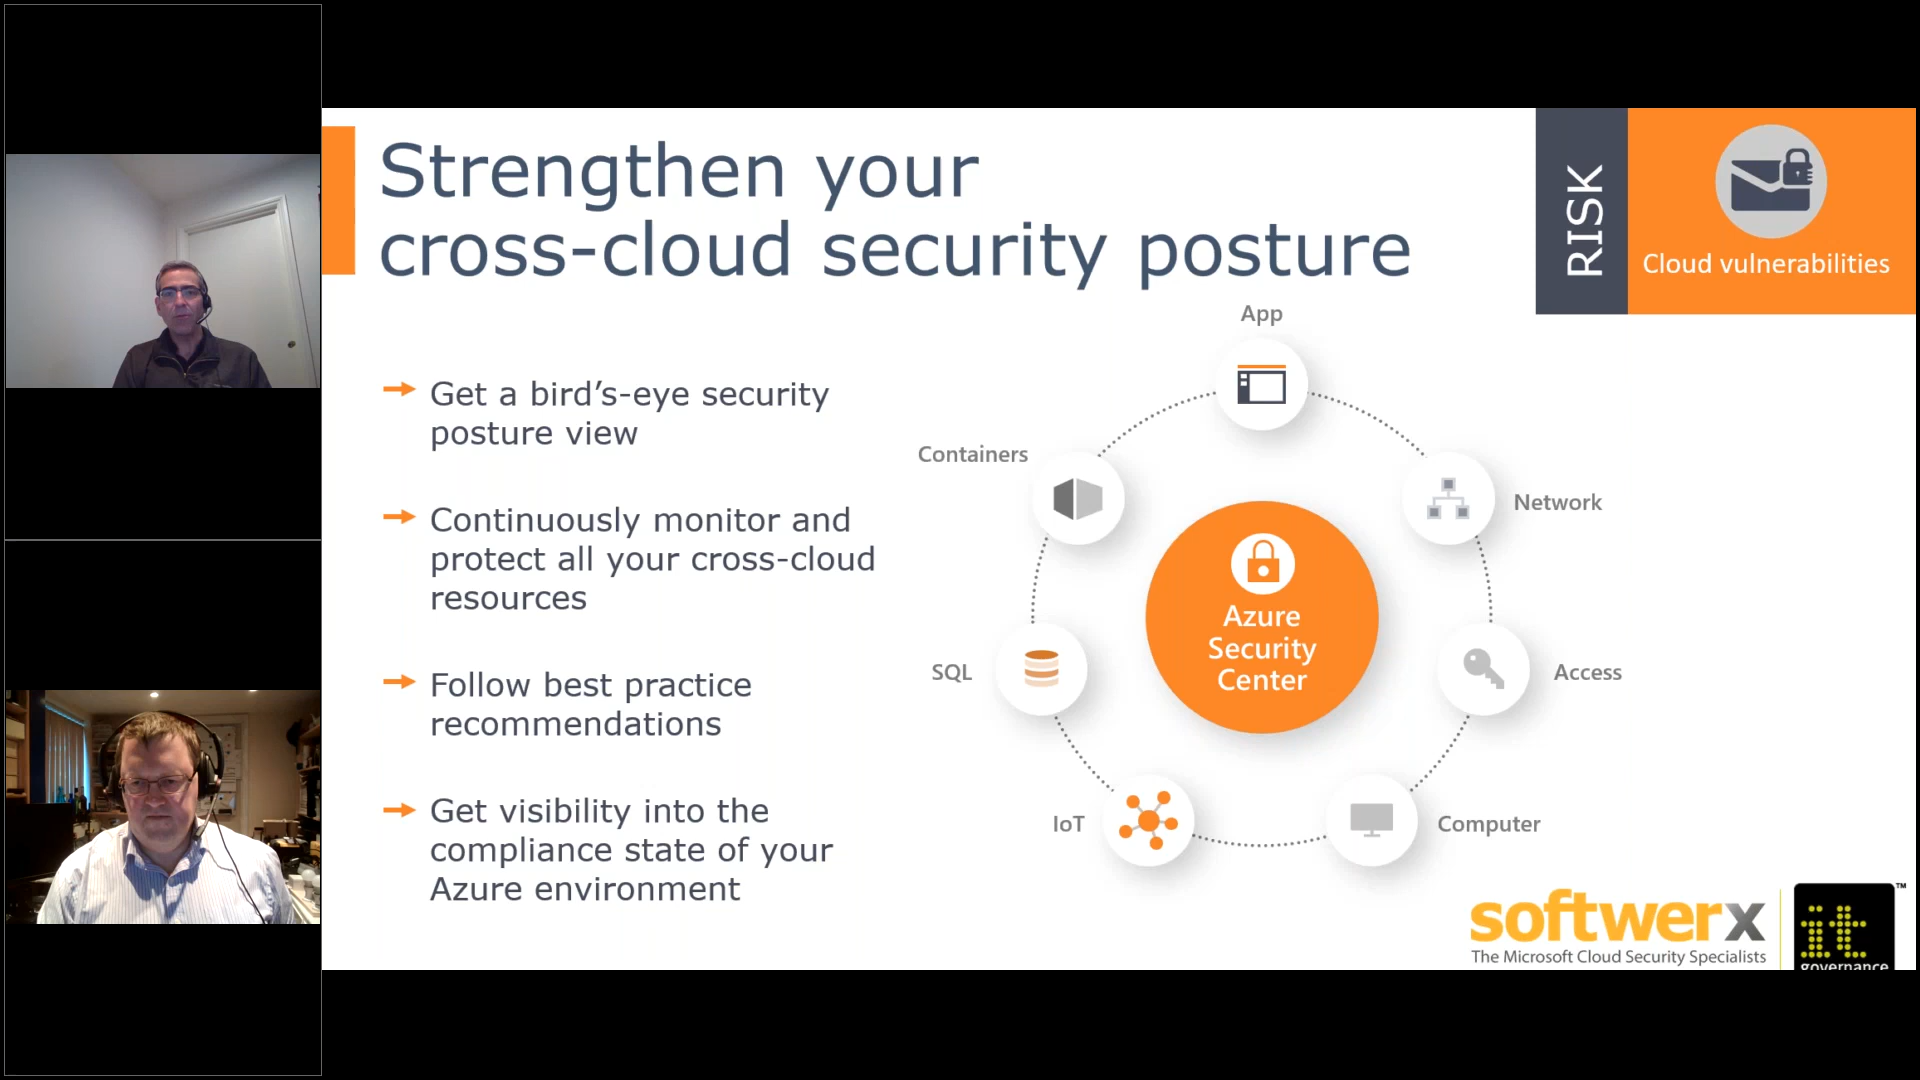 Strengthen your
cross-cloud security posture
RISK
Cloud vulnerabilities
Get a bird’s-eye security
posture view
Continuously monitor and
protect all your cross-cloud
resources
Follow best practice
recommendations
Get visibility into the
compliance state of your
Azure environment
App
Containers
Network
SQL
Azure
Security
Center
Access
IoT
Computer
softwerx
The Microsoft Cloud Security Specialists
it
governance
TM